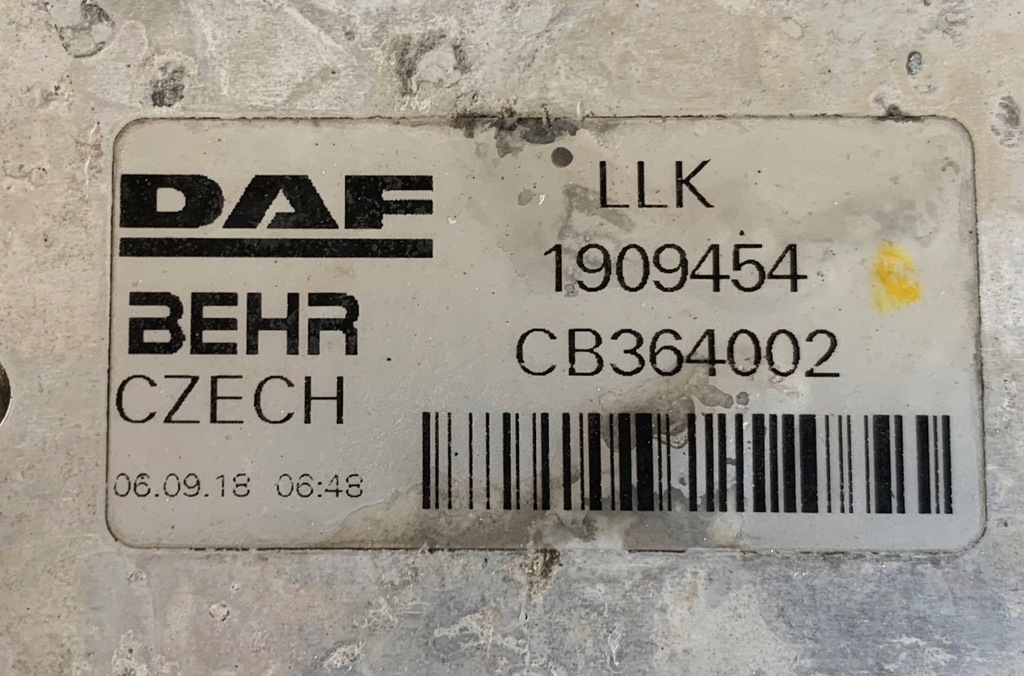 DAF
BEHR
CZECH
06.09.18 06:48
LLK
1909454
CB364002